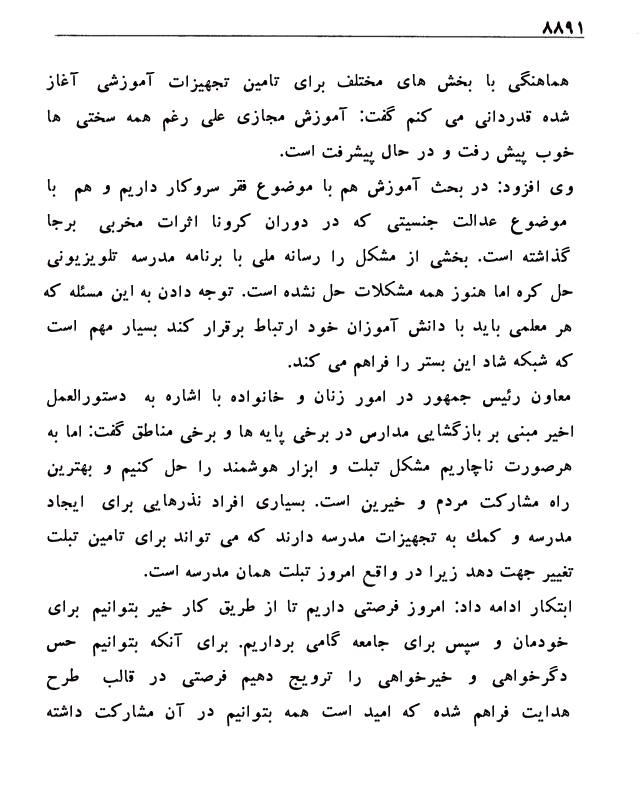 ۸۸۹۱
هماهنگی با بخش های مختلف برای تامین تجهیزات آموزشی آغاز
شده قدردانی می کنم گفت: آموزش مجازی علی رغم همه سختی ها
خوب پیش رفت و در حال پیشرفت است.
وی افزود: در بحث آموزش هم با موضوع فقر سروکار داریم و هم با
موضوع عدالت جنسیتی که در دوران کرونا اثرات مخربی برجا
گذاشته است. بخشی از مشکل را رسانه ملی با برنامه مدرسه تلویزیونی
حل کره اما هنوز همه مشکلات حل نشده است. توجه دادن به این مسئله که
هر معلمی باید با دانش آموزان خود ارتباط برقرار کند بسیار مهم است
که شبکه شاد این بستر را فراهم می کند.
معاون رئیس جمهور در امور زنان و خانواده با اشاره به دستورالعمل
اخیر مبنی بر بازگشایی مدارس در برخی پایه ها و برخی مناطق گفت: اما به
هرصورت ناچاریم مشکل تبلت و ابزار هوشمند را حل کنیم و بهترین
راه مشارکت مردم و خیرین است. بسیاری افراد نذرهایی برای ایجاد
مدرسه و کمك به تجهیزات مدرسه دارند که می تواند برای تامین تبلت
تغییر جهت دهد زیرا در واقع امروز تبلت همان مدرسه است.
ابتکار ادامه داد: امروز فرصتی داریم تا از طریق کار خیر بتوانیم برای
خودمان و سپس برای جامعه گامی برداریم. برای آنکه بتوانیم حس
دگرخواهی و خیرخواهی را ترویج دهیم فرصتی در قالب طرح
هدایت فراهم شده که امید است همه بتوانیم در آن مشارکت داشته